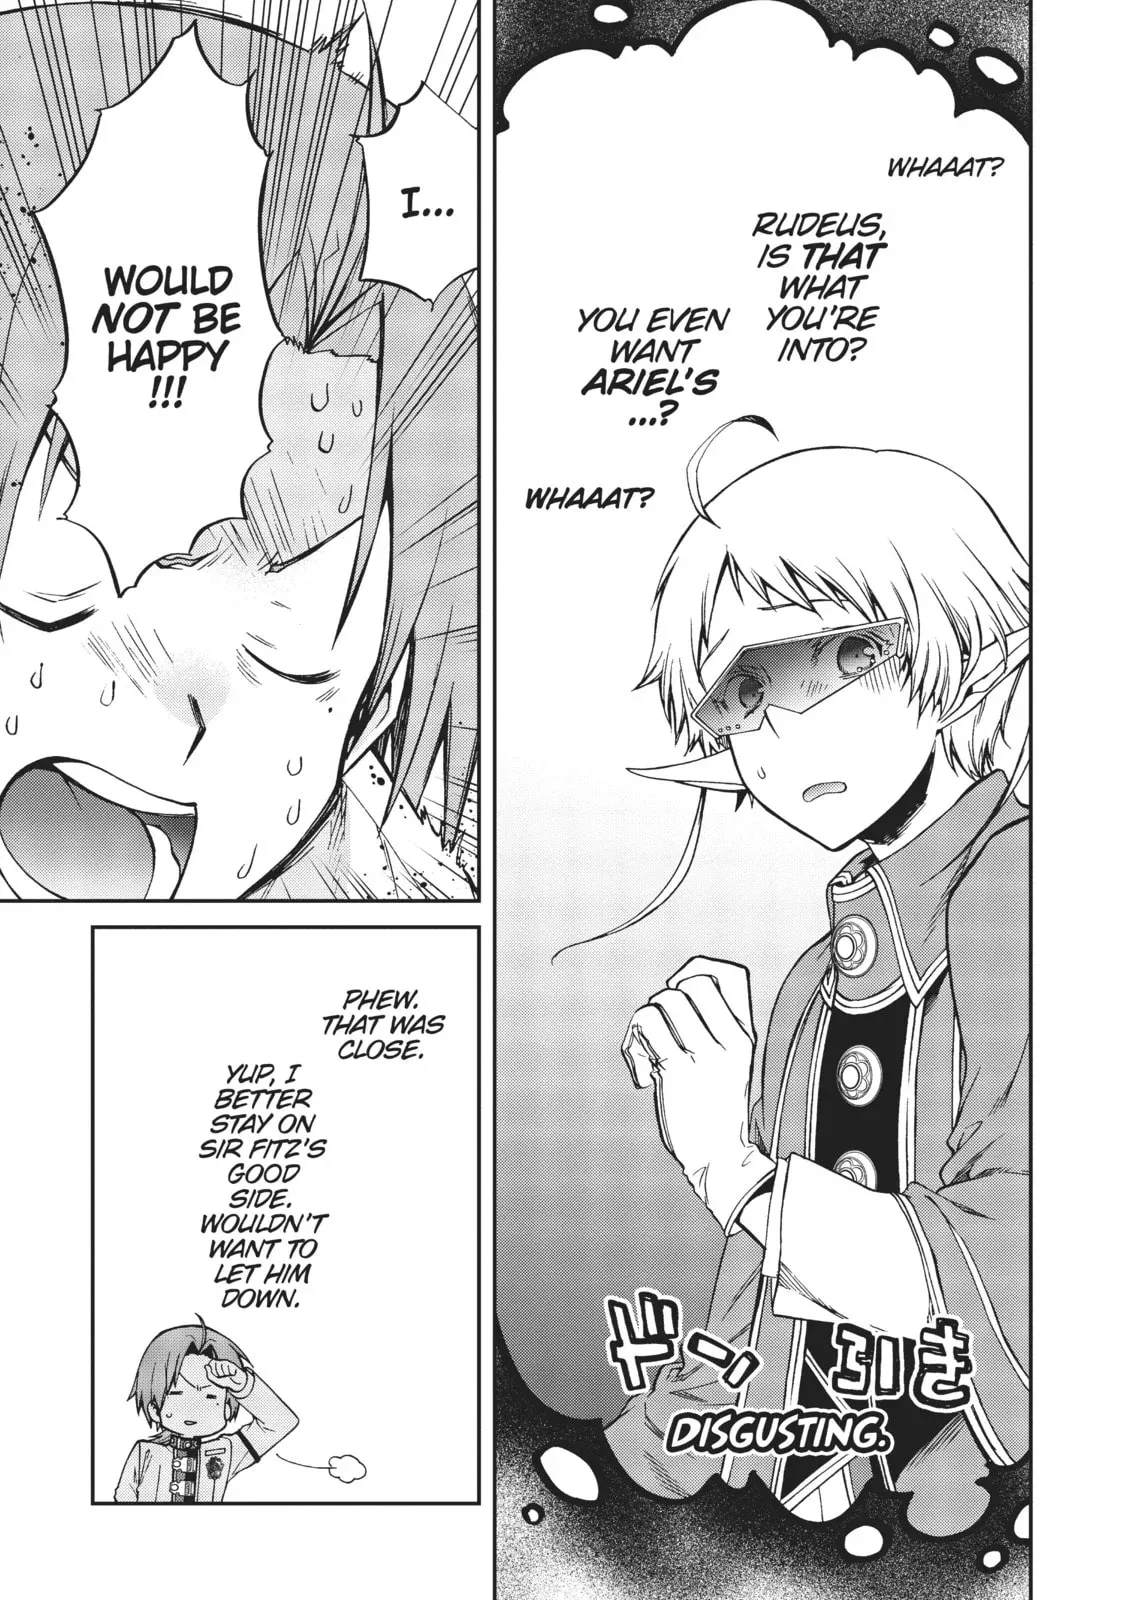 WHAAAT?
RUDEUS,
IS THAT
WHAT
YOU'RE
INTO?
YOU EVEN
WANT
ARIEL'S
...?
WHAAAT?
ドン引き
DISGUSTING.
I...
WOULD
NOT BE
HAPPY
!!!
PHEW.
THAT WAS
CLOSE.
YUP, I
BETTER
STAY ON
SIR FITZ'S
GOOD
SIDE.
WOULDN'T
WANT TO
LET HIM
DOWN.